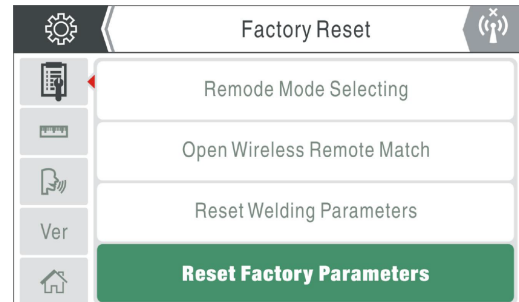 Factory Reset
Remode Mode Selecting
Open Wireless Remote Match
Reset Welding Parameters
Ver
Reset Factory Parameters